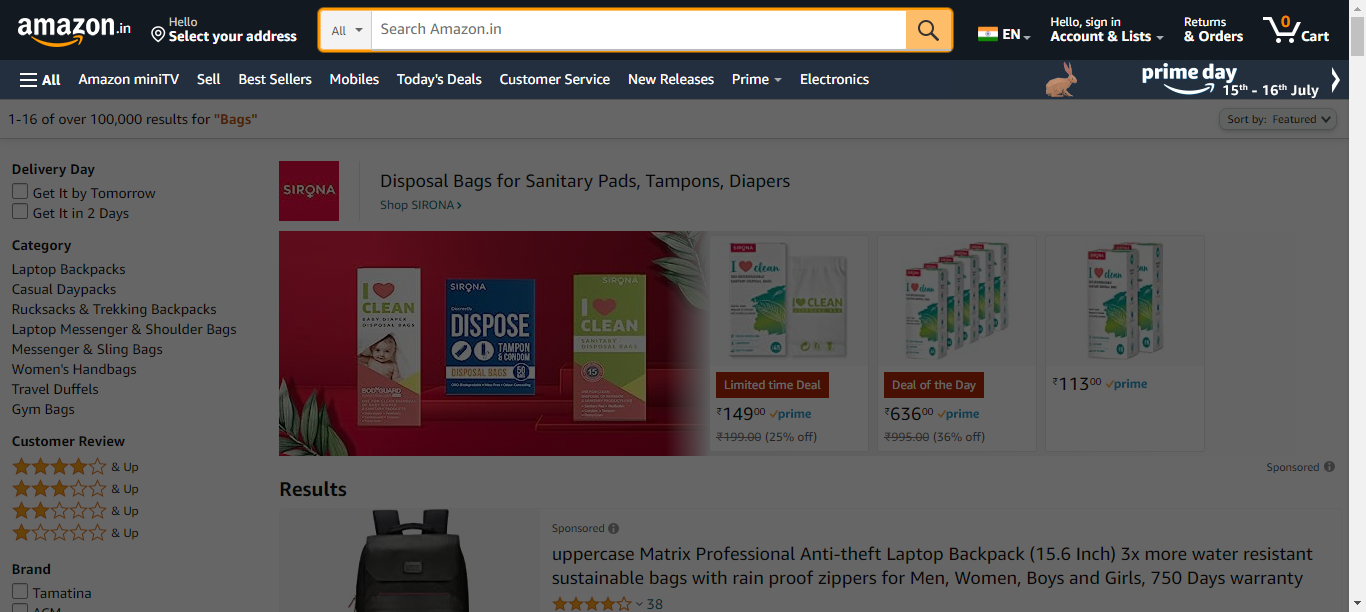 amazon.in
Hello
Select your address
All
Search Amazon.in
EN
Hello, sign in
Account & Lists
Returns
& Orders
0
Cart
All
Amazon miniTV
Sell
Best Sellers
Mobiles
Today's Deals
Customer Service
New Releases
Prime
Electronics
prime day
15th - 16th July
1-16 of over 100,000 results for "Bags"
Sort by: Featured
Delivery Day
Get It by Tomorrow
Get It in 2 Days
Category
Laptop Backpacks
Casual Daypacks
Rucksacks & Trekking Backpacks
Laptop Messenger & Shoulder Bags
Messenger & Sling Bags
Women's Handbags
Travel Duffels
Gym Bags
Customer Review
& Up
& Up
& Up
& Up
Brand
Tamatina
SIRONA
Disposal Bags for Sanitary Pads, Tampons, Diapers
Shop SIRONA
I
CLEAN
BABY DIAPER
DISPOSAL BAGS
BODYGUARD
SIRONA
Discreetly
DISPOSE
TAMPON
& CONDOM
DISPOSAL BAGS
50
SIRONA
I
CLEAN
SANITARY
DISPOSAL BAGS
15
SIRONA
I clean
I CLEAN
Limited time Deal
₹14900 prime
₹199.00 (25% off)
I clean
Deal of the Day
₹63600 prime
₹995.00 (36% off)
I clean
₹11300 prime
Sponsored
Results
Sponsored
uppercase Matrix Professional Anti-theft Laptop Backpack (15.6 Inch) 3x more water resistant
sustainable bags with rain proof zippers for Men, Women, Boys and Girls, 750 Days warranty
38